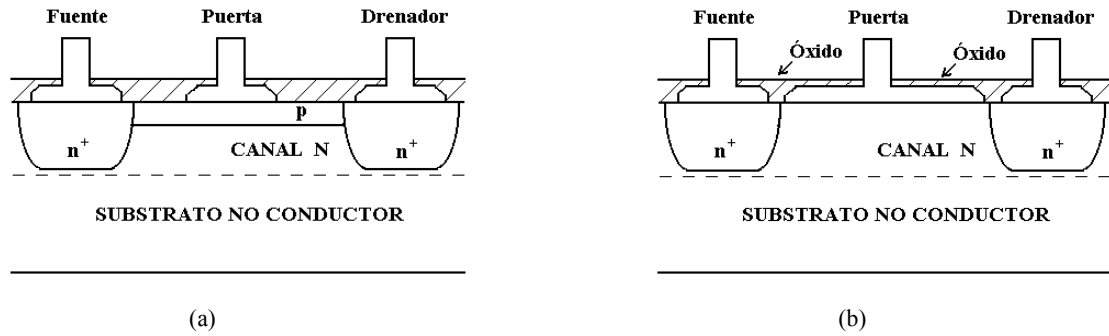 Fuente Puerta Drenador
p
n+ CANAL N n+
SUBSTRATO NO CONDUCTOR
(a)
Fuente Puerta Drenador
Óxido Óxido
n+ CANAL N n+
SUBSTRATO NO CONDUCTOR
(b)